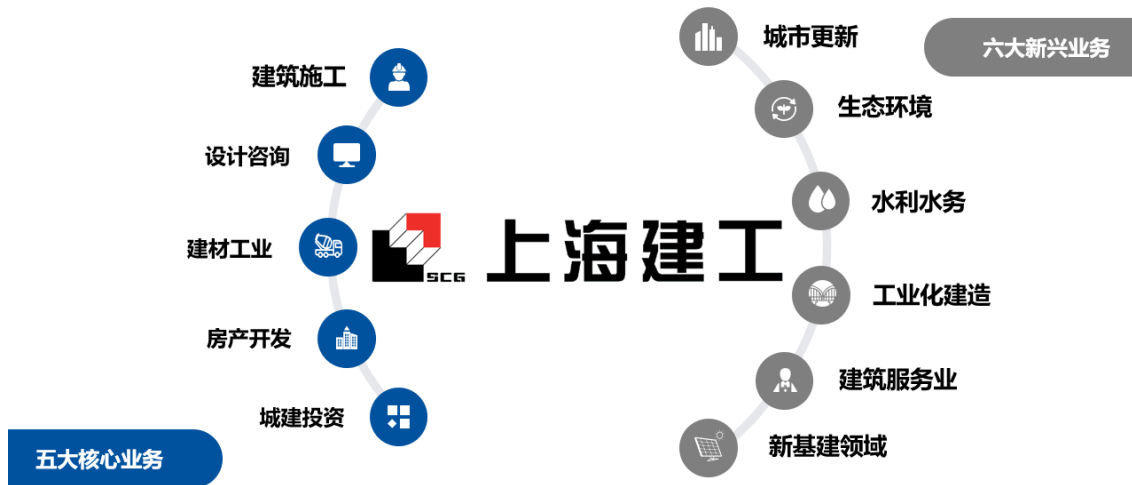 建筑施工
设计咨询
建材工业
房产开发
城建投资
五大核心业务
SCG
上海建工
六大新兴业务
城市更新
生态环境
水利水务
工业化建造
建筑服务业
新基建领域